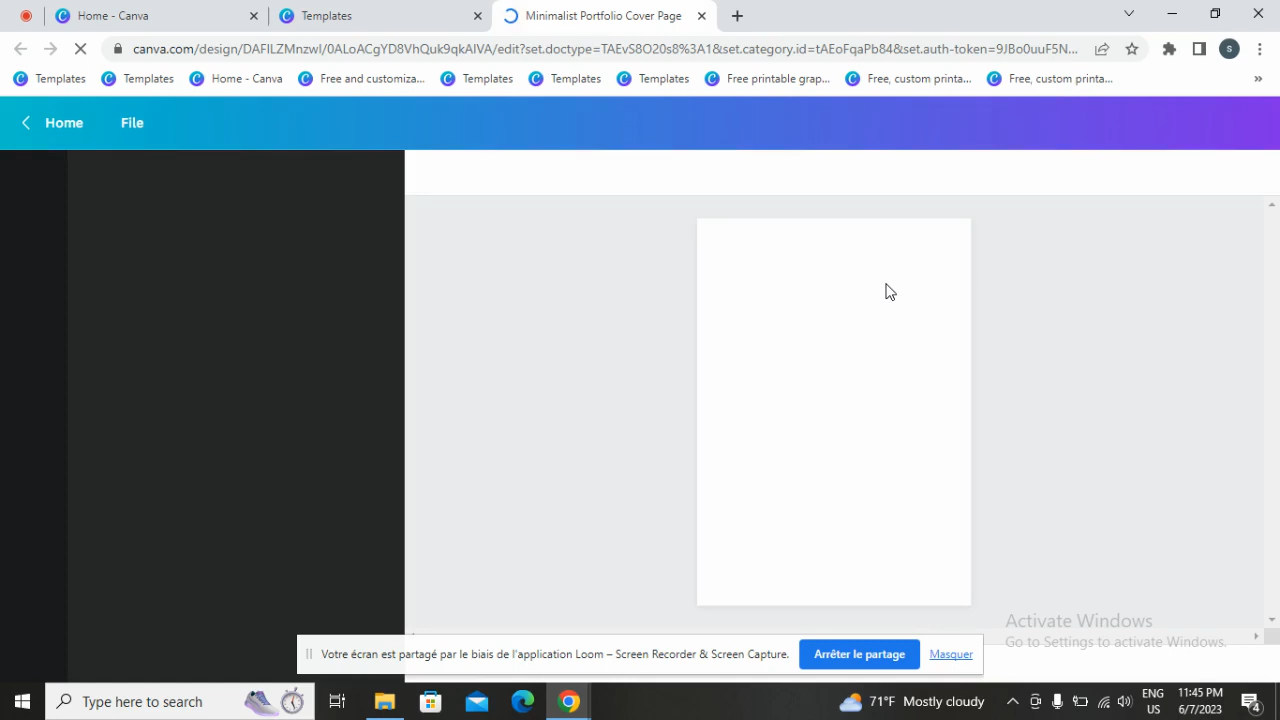 Home - Canva
Templates
Minimalist Portfolio Cover Page
canva.com/design/DAFILZMnzwI/0ALoACgYD8VhQuk9qkAIVA/edit?set.doctype=TAEvS8O20s8%3A1&set.category.id=tAEoFqaPb84&set.auth-token=9JBo0uuF5N...
S
Templates
Templates
Home - Canva
Free and customiza...
Templates
Templates
Templates
Free printable grap...
Free, custom printa...
Free, custom printa...
»
Home
File
Activate Windows
Go to Settings to activate Windows.
Votre écran est partagé par le biais de l'application Loom – Screen Recorder & Screen Capture.
Arrêter le partage
Masquer
Type here to search
71°F Mostly cloudy
ENG
US
11:45 PM
6/7/2023
4